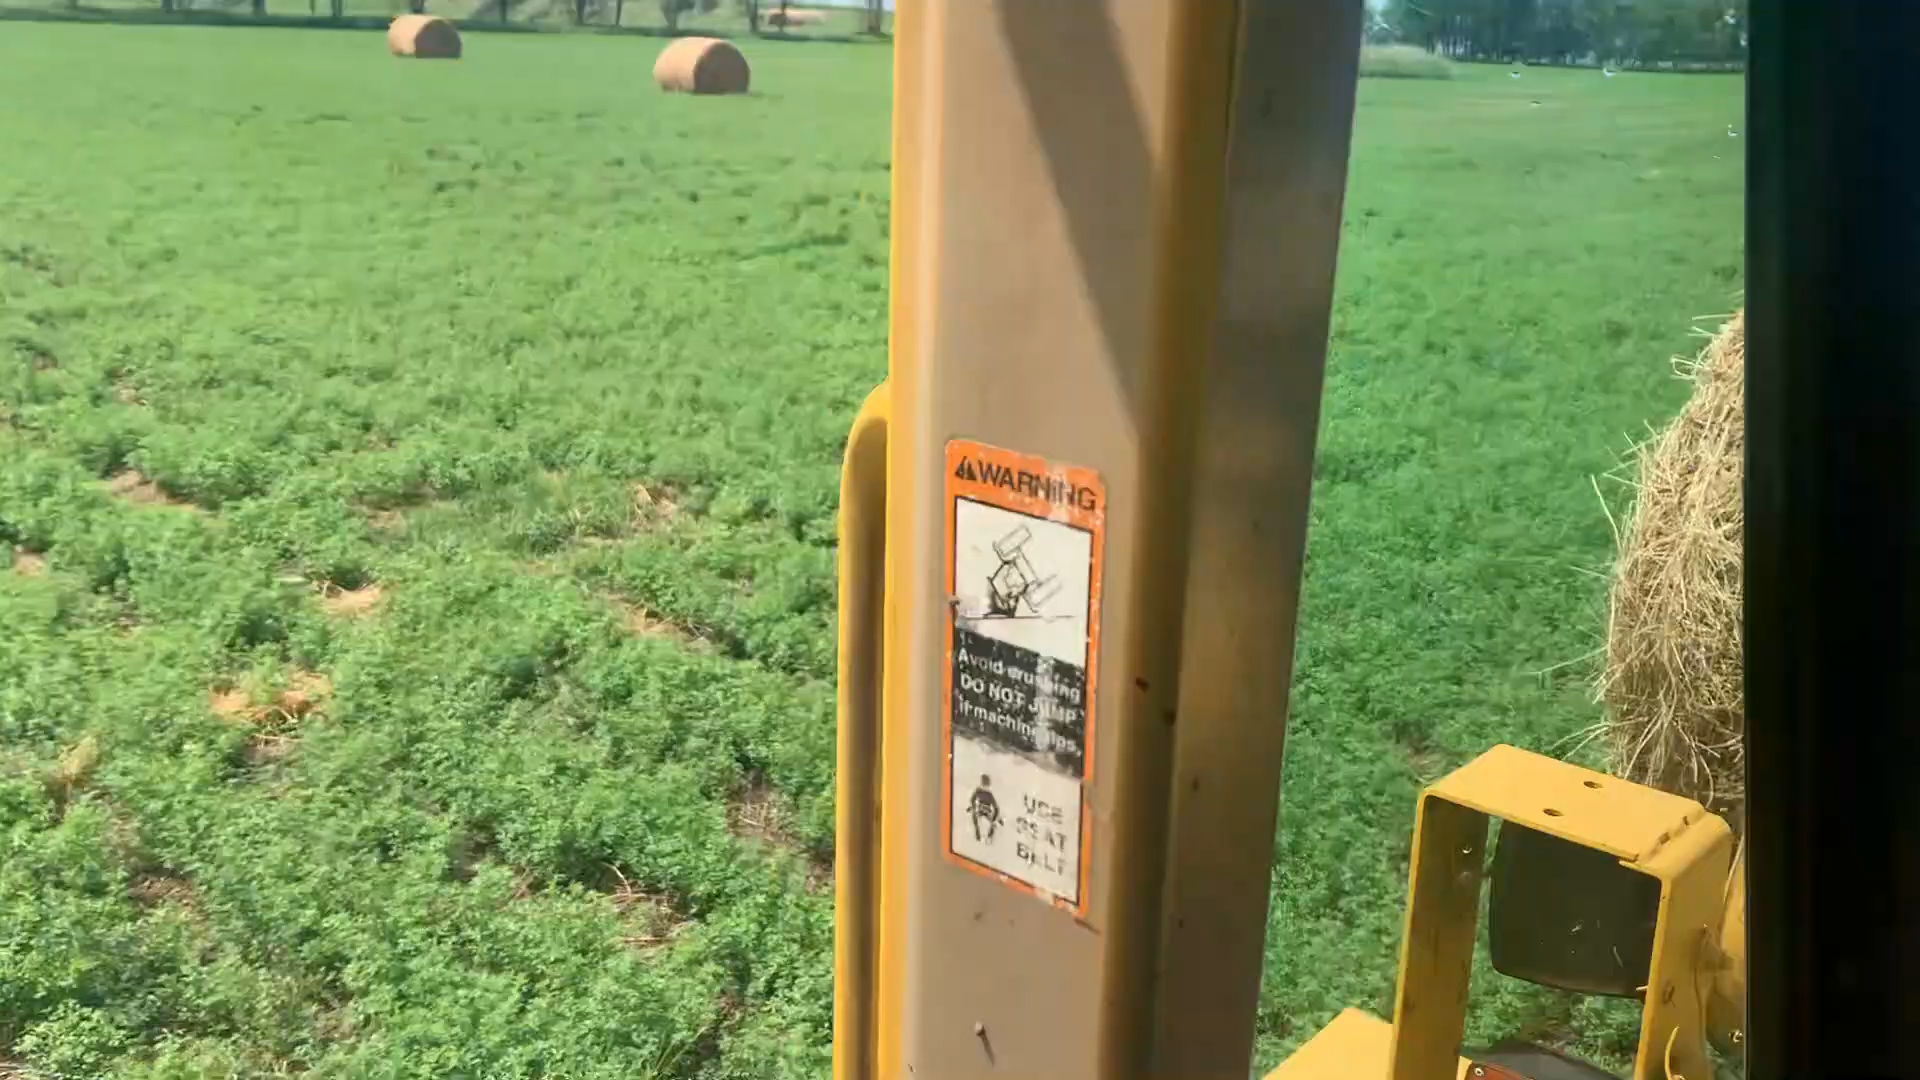 WARNING
Avoid crushing
DO NOT JUMP
if machine tips,
USE
SEAT
BELT